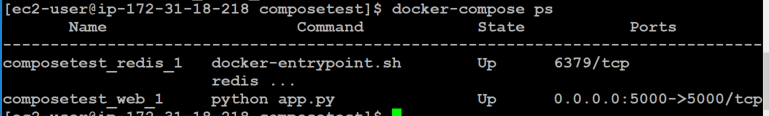 [ec2-user@ip-172-31-18-218 composetest]$ docker-compose ps
Name Command State Ports
--------------------------------------------------------------------------------
composetest_redis_1 docker-entrypoint.sh Up 6379/tcp
redis ...
composetest_web_1 python app.py Up 0.0.0.0:5000->5000/tcp
[ec2-user@ip-172-31-18-218 composetest]$